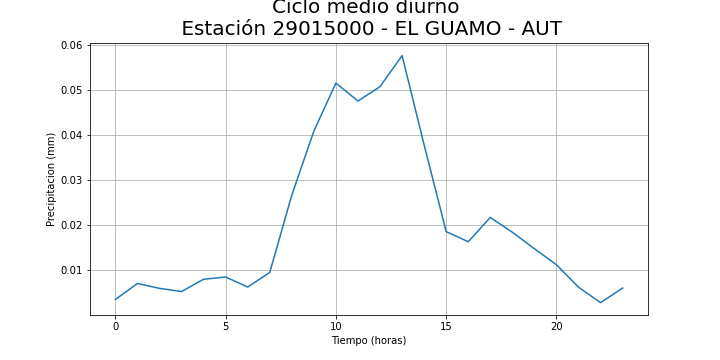 Ciclo medio diurno
Estación 29015000 - EL GUAMO - AUT
0.06
0.05
0.04
0.03
0.02
0.01
Precipitacion (mm)
0 5 10 15 20
Tiempo (horas)